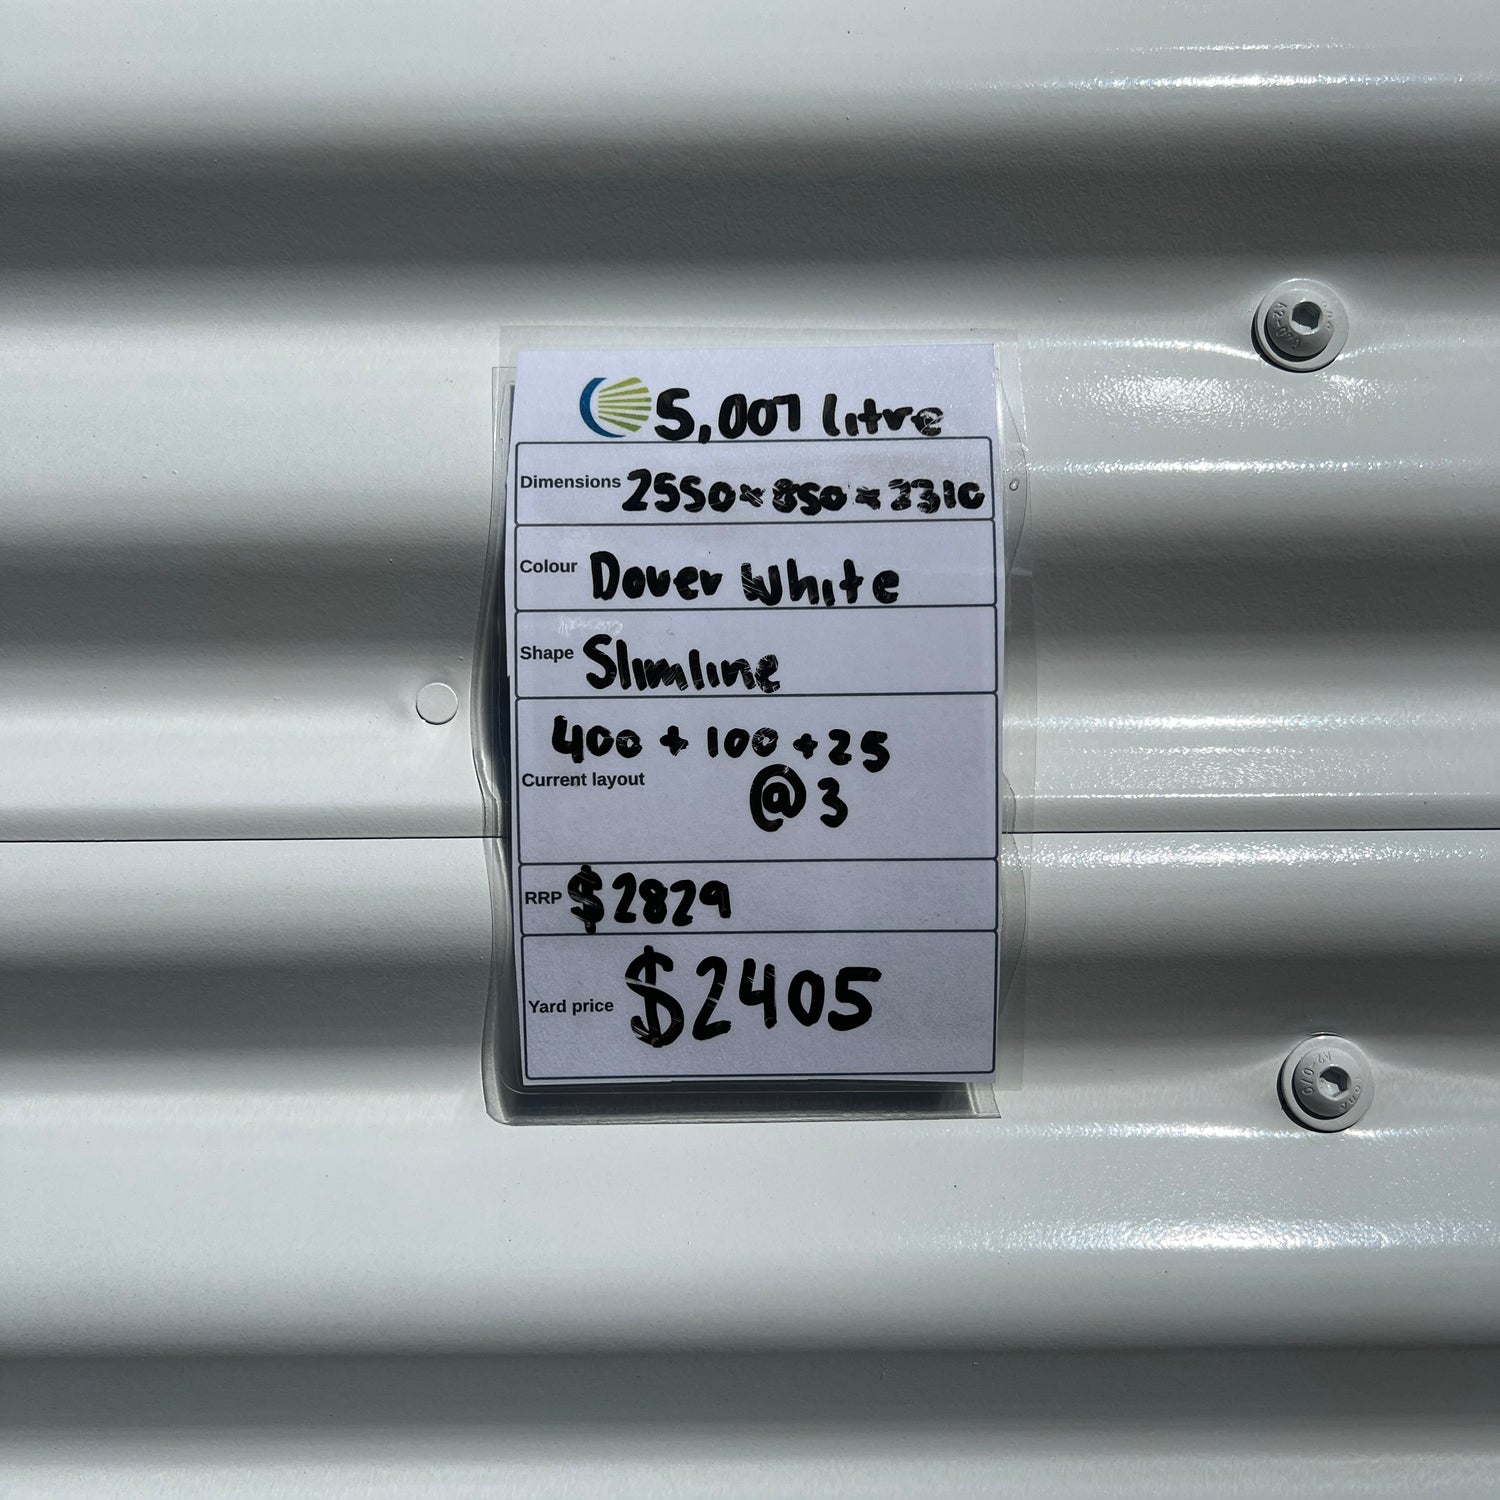 5,007 litre
Dimensions 2550 × 850 ×
Colour Dover White
Shape Slimline
400 + 100 + 25
Current layout
@ 3
RRP $2829
Yard price $2405